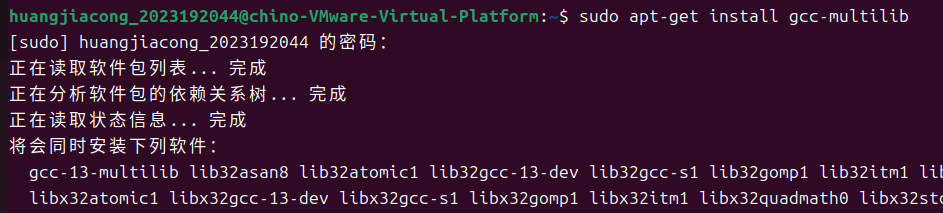 huangjiacong_2023192044@chino-VMware-Virtual-Platform:~$ sudo apt-get install gcc-multilib
[sudo] huangjiacong_2023192044 的密码：
正在读取软件包列表... 完成
正在分析软件包的依赖关系树... 完成
正在读取状态信息... 完成
将会同时安装下列软件：
gcc-13-multilib lib32asan8 lib32atomic1 lib32gcc-13-dev lib32gcc-s1 lib32gomp1 lib32itm1
libx32atomic1 libx32gcc-13-dev libx32gcc-s1 libx32gomp1 libx32itm1 libx32quadmath0